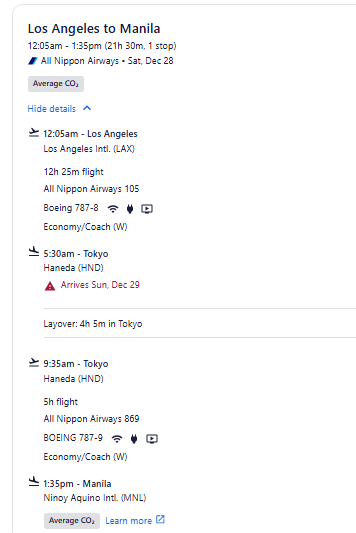 Los Angeles to Manila
12:05am - 1:35pm (21h 30m, 1 stop)
All Nippon Airways • Sat, Dec 28
Average CO₂
Hide details
12:05am - Los Angeles
Los Angeles Intl. (LAX)
12h 25m flight
All Nippon Airways 105
Boeing 787-8
Economy/Coach (W)
5:30am - Tokyo
Haneda (HND)
Arrives Sun, Dec 29
Layover: 4h 5m in Tokyo
9:35am - Tokyo
Haneda (HND)
5h flight
All Nippon Airways 869
BOEING 787-9
Economy/Coach (W)
1:35pm - Manila
Ninoy Aquino Intl. (MNL)
Average CO₂ Learn more